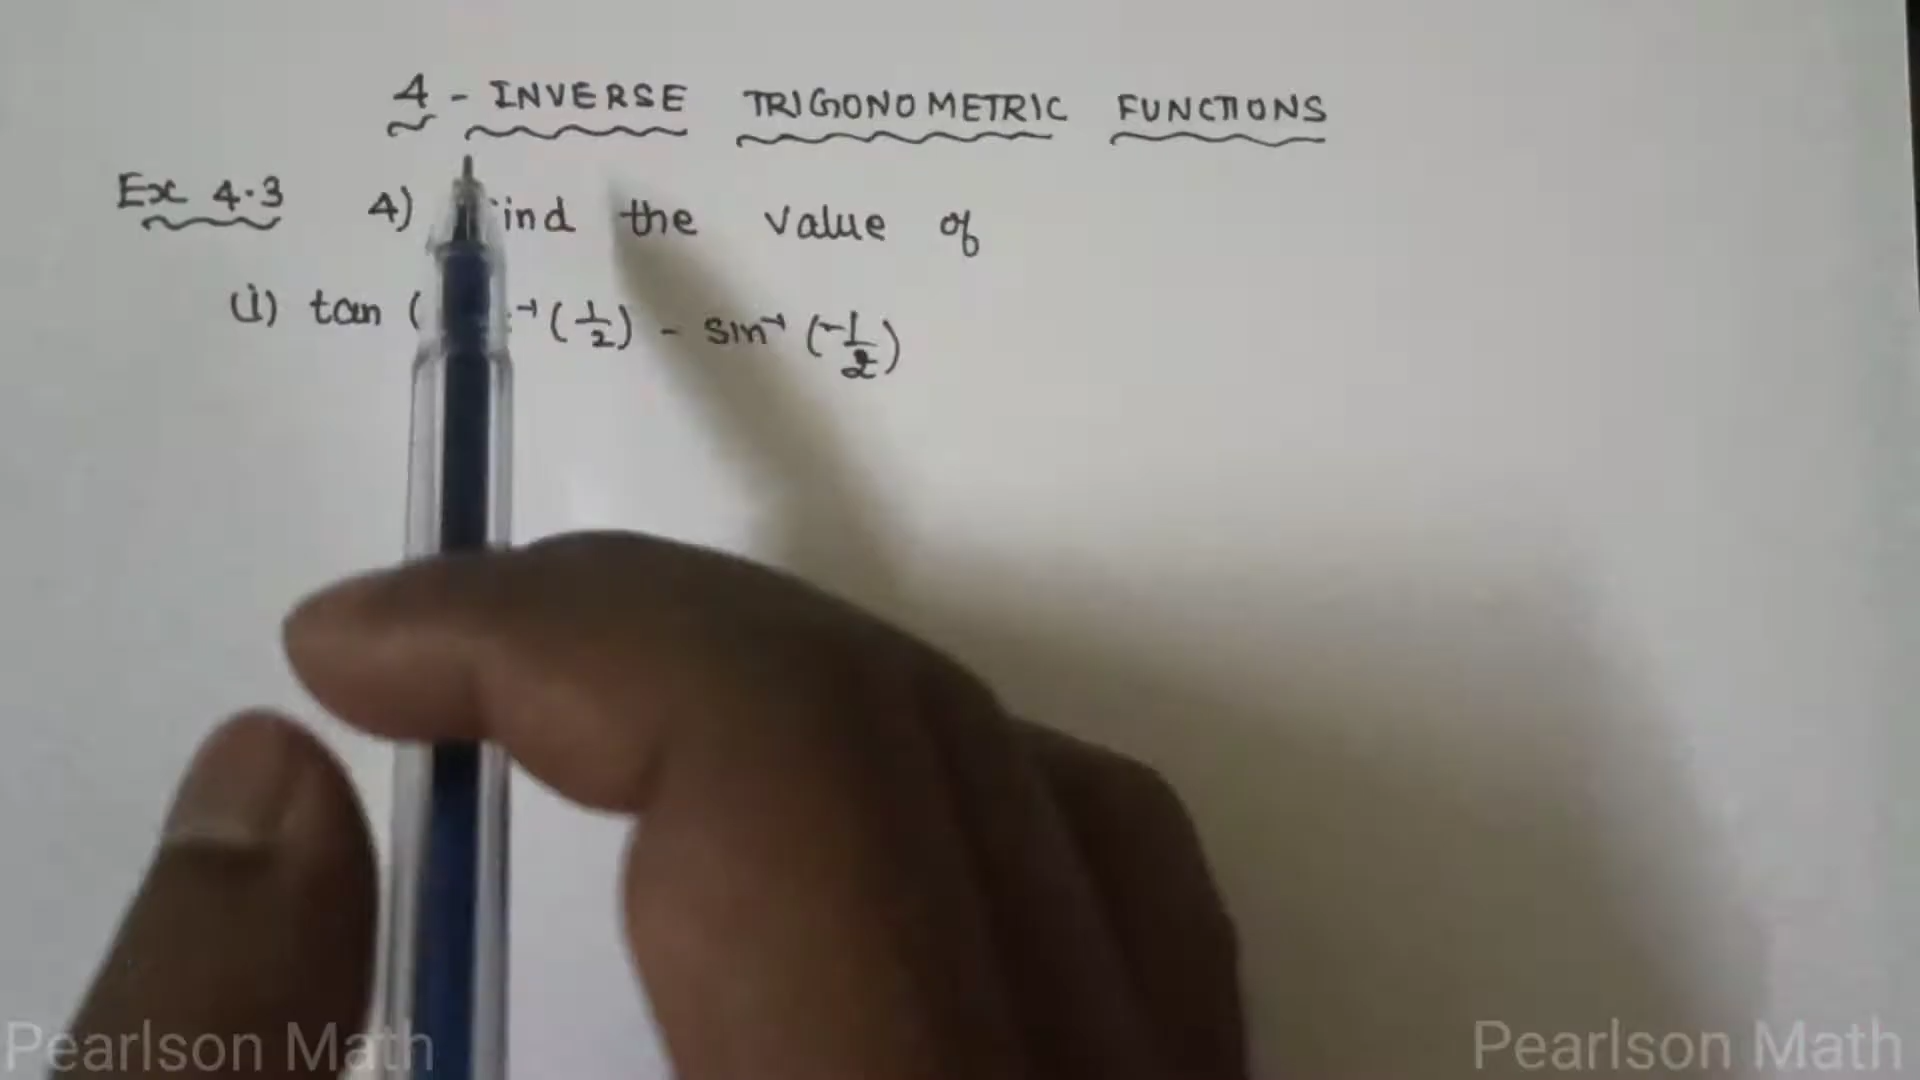 4 - INVERSE TRIGONOMETRIC FUNCTIONS
Ex 4.3 4) ind the value of
(i) tan ( ⁻¹ (1/2) - sin⁻¹ (-1/2)
Pearlson Math Pearlson Math